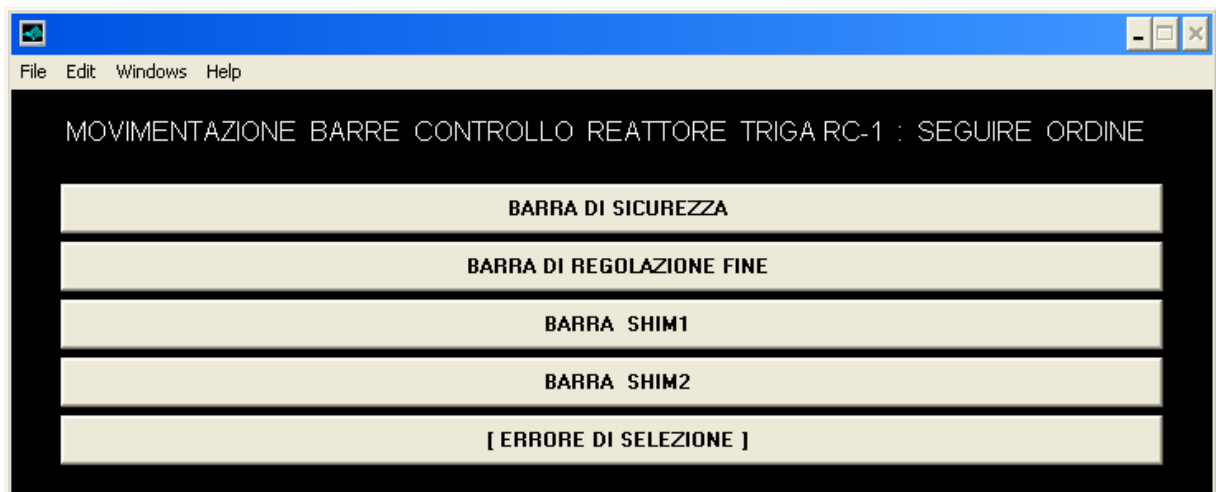 File Edit Windows Help
MOVIMENTAZIONE BARRE CONTROLLO REATTORE TRIGA RC-1 : SEGUIRE ORDINE
BARRA DI SICUREZZA
BARRA DI REGOLAZIONE FINE
BARRA SHIM1
BARRA SHIM2
[ ERRORE DI SELEZIONE ]